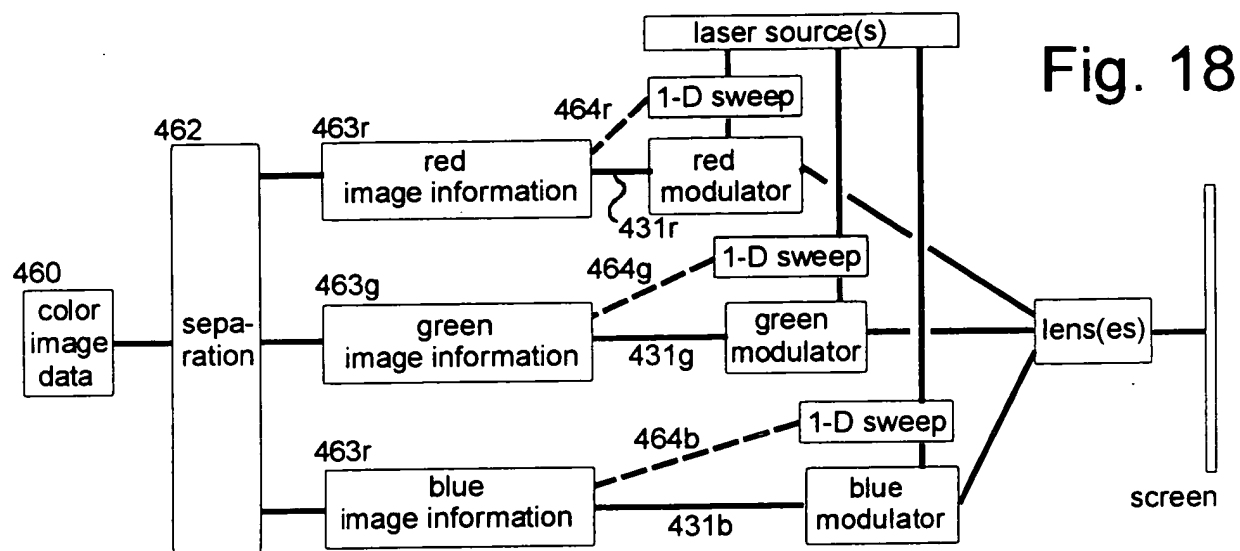 laser source(s)
Fig. 18
1-D sweep
464r
462
463r
red
image information
red
modulator
431r
1-D sweep
464g
460
463g
color
image
data
sepa-
ration
green
image information
431g
green
modulator
lens(es)
1-D sweep
464b
463r
blue
image information
431b
blue
modulator
screen